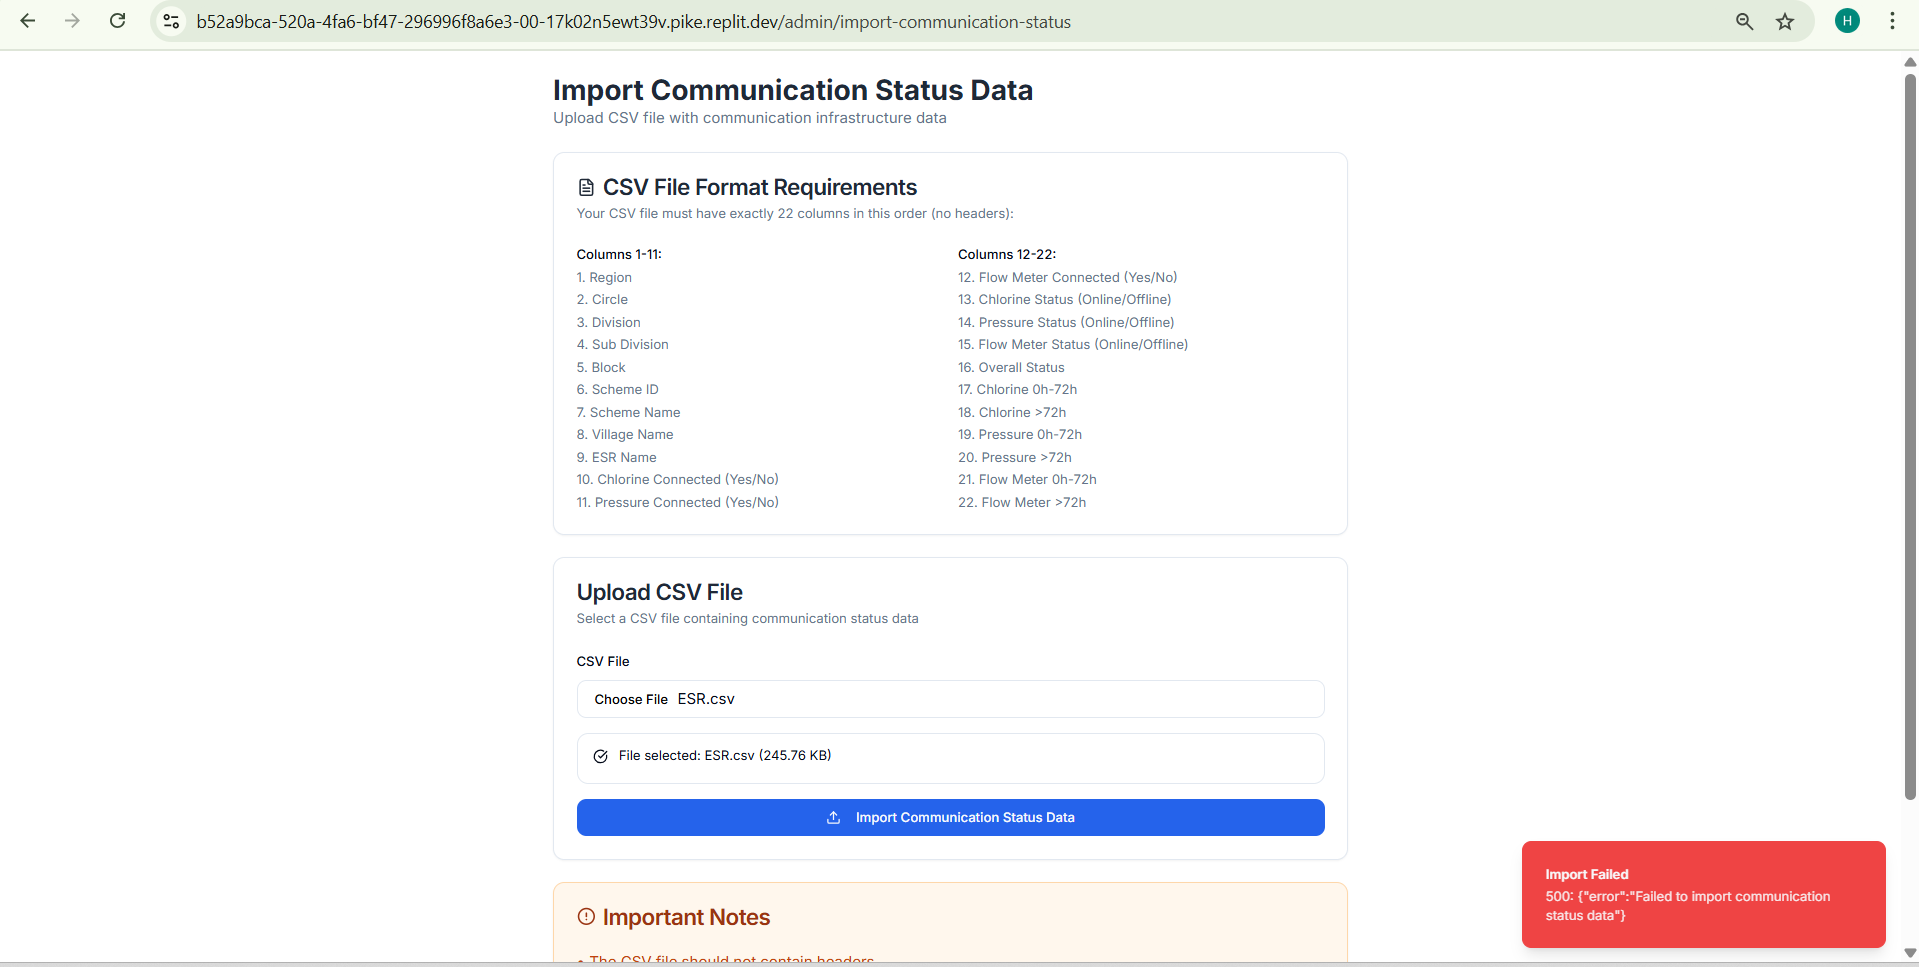 b52a9bca-520a-4fa6-bf47-296996f8a6e3-00-17k02n5ewt39v.pike.replit.dev/admin/import-communication-status
H
Import Communication Status Data
Upload CSV file with communication infrastructure data
CSV File Format Requirements
Your CSV file must have exactly 22 columns in this order (no headers):
Columns 1-11:
1. Region
2. Circle
3. Division
4. Sub Division
5. Block
6. Scheme ID
7. Scheme Name
8. Village Name
9. ESR Name
10. Chlorine Connected (Yes/No)
11. Pressure Connected (Yes/No)
Columns 12-22:
12. Flow Meter Connected (Yes/No)
13. Chlorine Status (Online/Offline)
14. Pressure Status (Online/Offline)
15. Flow Meter Status (Online/Offline)
16. Overall Status
17. Chlorine 0h-72h
18. Chlorine >72h
19. Pressure 0h-72h
20. Pressure >72h
21. Flow Meter 0h-72h
22. Flow Meter >72h
Upload CSV File
Select a CSV file containing communication status data
CSV File
Choose File ESR.csv
File selected: ESR.csv (245.76 KB)
Import Communication Status Data
Important Notes
• The CSV file should not contain headers
Import Failed
500: {"error":"Failed to import communication
status data"}